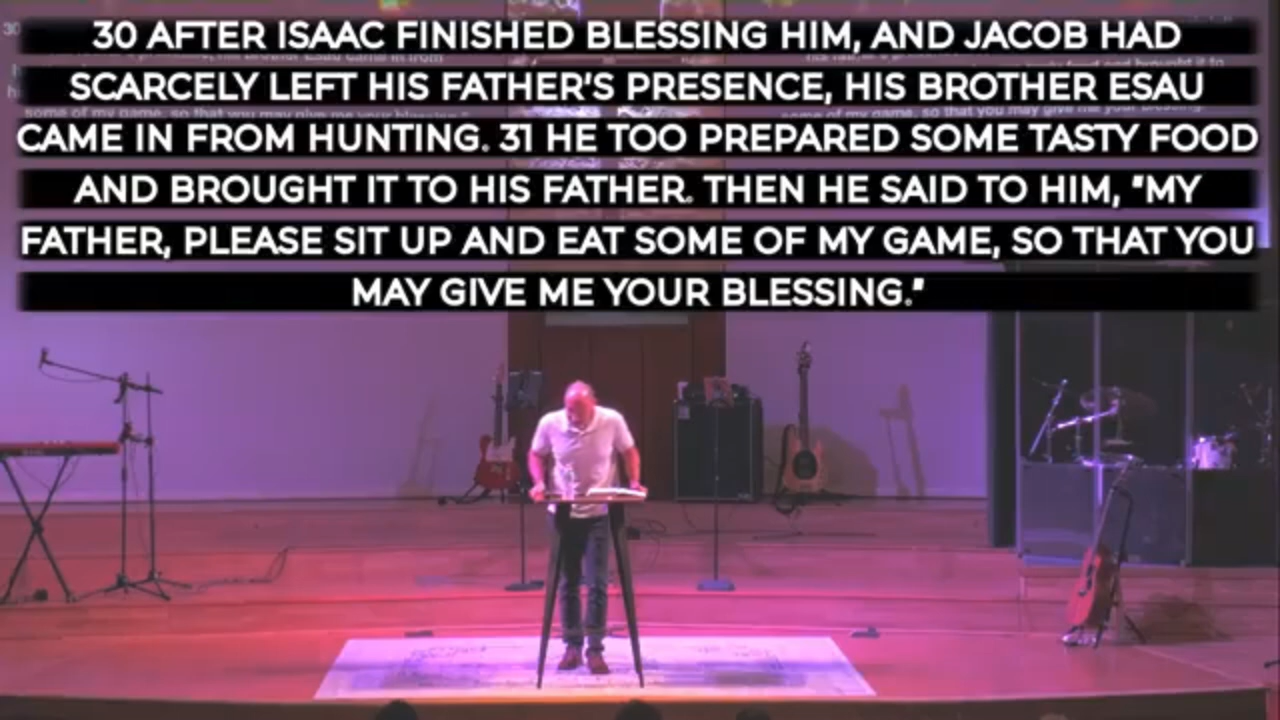 30 AFTER ISAAC FINISHED BLESSING HIM, AND JACOB HAD
SCARCELY LEFT HIS FATHER'S PRESENCE, HIS BROTHER ESAU
CAME IN FROM HUNTING. 31 HE TOO PREPARED SOME TASTY FOOD
AND BROUGHT IT TO HIS FATHER. THEN HE SAID TO HIM, "MY
FATHER, PLEASE SIT UP AND EAT SOME OF MY GAME, SO THAT YOU
MAY GIVE ME YOUR BLESSING."